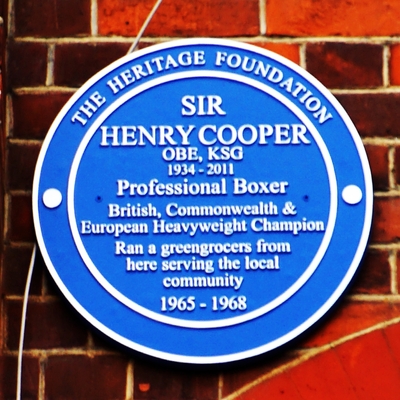 THE HERITAGE FOUNDATION
SIR
HENRY COOPER
OBE, KSG
1934 - 2011
Professional Boxer
British, Commonwealth &
European Heavyweight Champion
Ran a greengrocers from
here serving the local
community
1965 - 1968